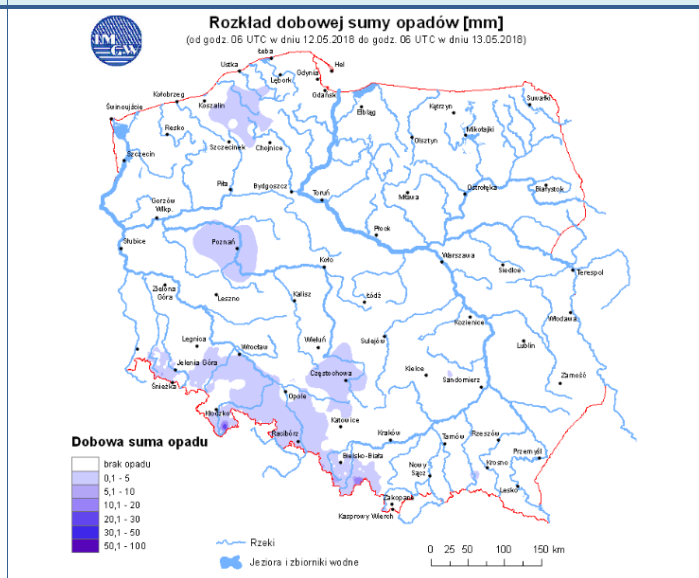 Rozkład dobowej sumy opadów [mm]
(od godz. 06 UTC w dniu 12.05.2018 do godz. 06 UTC w dniu 13.05.2018)
IM
GW
Łeba
Ustka
Hel
Gdynia
Lębork
Gdańsk
Kołobrzeg
Koszalin
Świnoujście
Elbląg
Kętrzyn
Suwałki
Resko
Mikołajki
Olsztyn
Szczecinek
Chojnice
Szczecin
Piła
Bydgoszcz
Toruń
Mława
Ostrołęka
Białystok
Gorzów
Wlkp.
Płock
Słubice
Poznań
Koło
Warszawa
Siedlce
Terespol
Zielona
Góra
Leszno
Kalisz
Łódź
Kozienice
Włodawa
Legnica
Wrocław
Wieluń
Sulejów
Lublin
Jelenia Góra
Częstochowa
Kielce
Sandomierz
Zamość
Śnieżka
Opole
Kłodzko
Katowice
Racibórz
Kraków
Tarnów
Rzeszów
Przemyśl
Bielsko-Biała
Nowy
Sącz
Krosno
Lesko
Zakopane
Kasprowy Wierch
Dobowa suma opadu
brak opadu
0,1 - 5
5,1 - 10
10,1 - 20
20,1 - 30
30,1 - 50
50,1 - 100
Rzeki
Jeziora i zbiorniki wodne
0 25 50 100 150 km